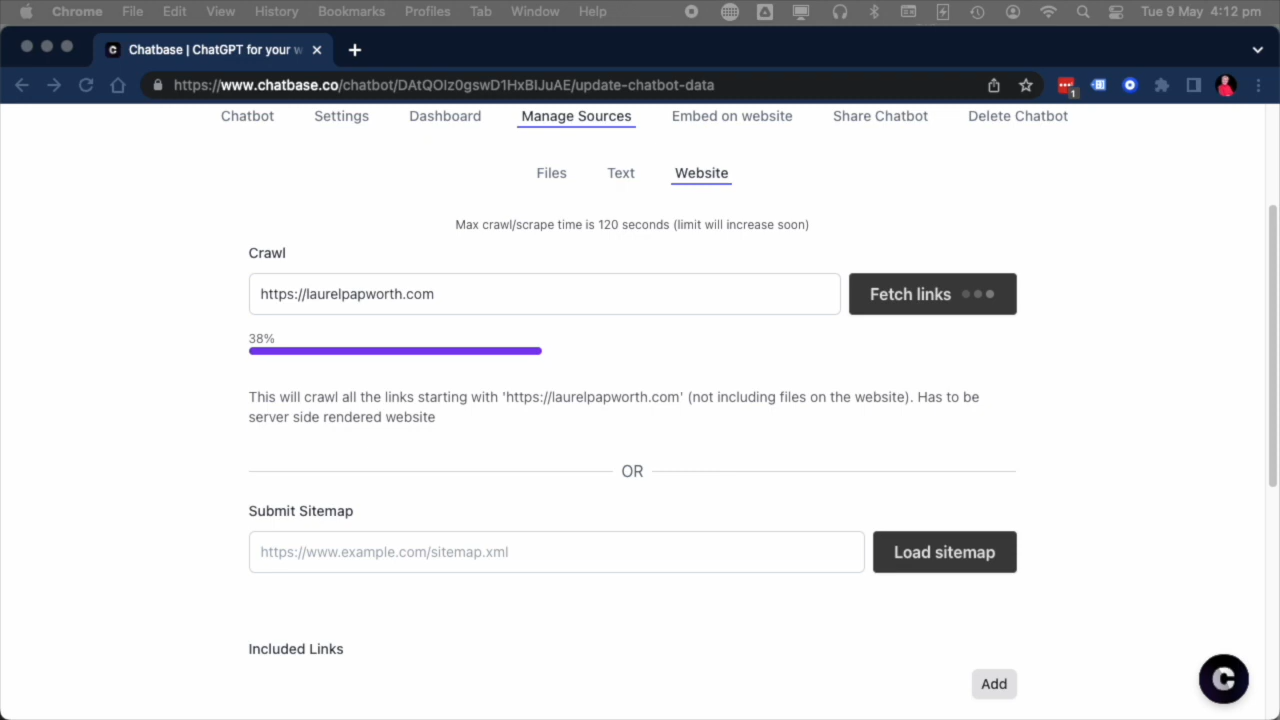 Chrome File Edit View History Bookmarks Profiles Tab Window Help Tue 9 May 4:12 pm
Chatbase | ChatGPT for your w
https://www.chatbase.co/chatbot/DAtQOlz0gswD1HxBIJuAE/update-chatbot-data
1
Chatbot Settings Dashboard Manage Sources Embed on website Share Chatbot Delete Chatbot
Files Text Website
Max crawl/scrape time is 120 seconds (limit will increase soon)
Crawl
https://laurelpapworth.com Fetch links
38%
This will crawl all the links starting with 'https://laurelpapworth.com' (not including files on the website). Has to be
server side rendered website
OR
Submit Sitemap
https://www.example.com/sitemap.xml Load sitemap
Included Links
Add
C